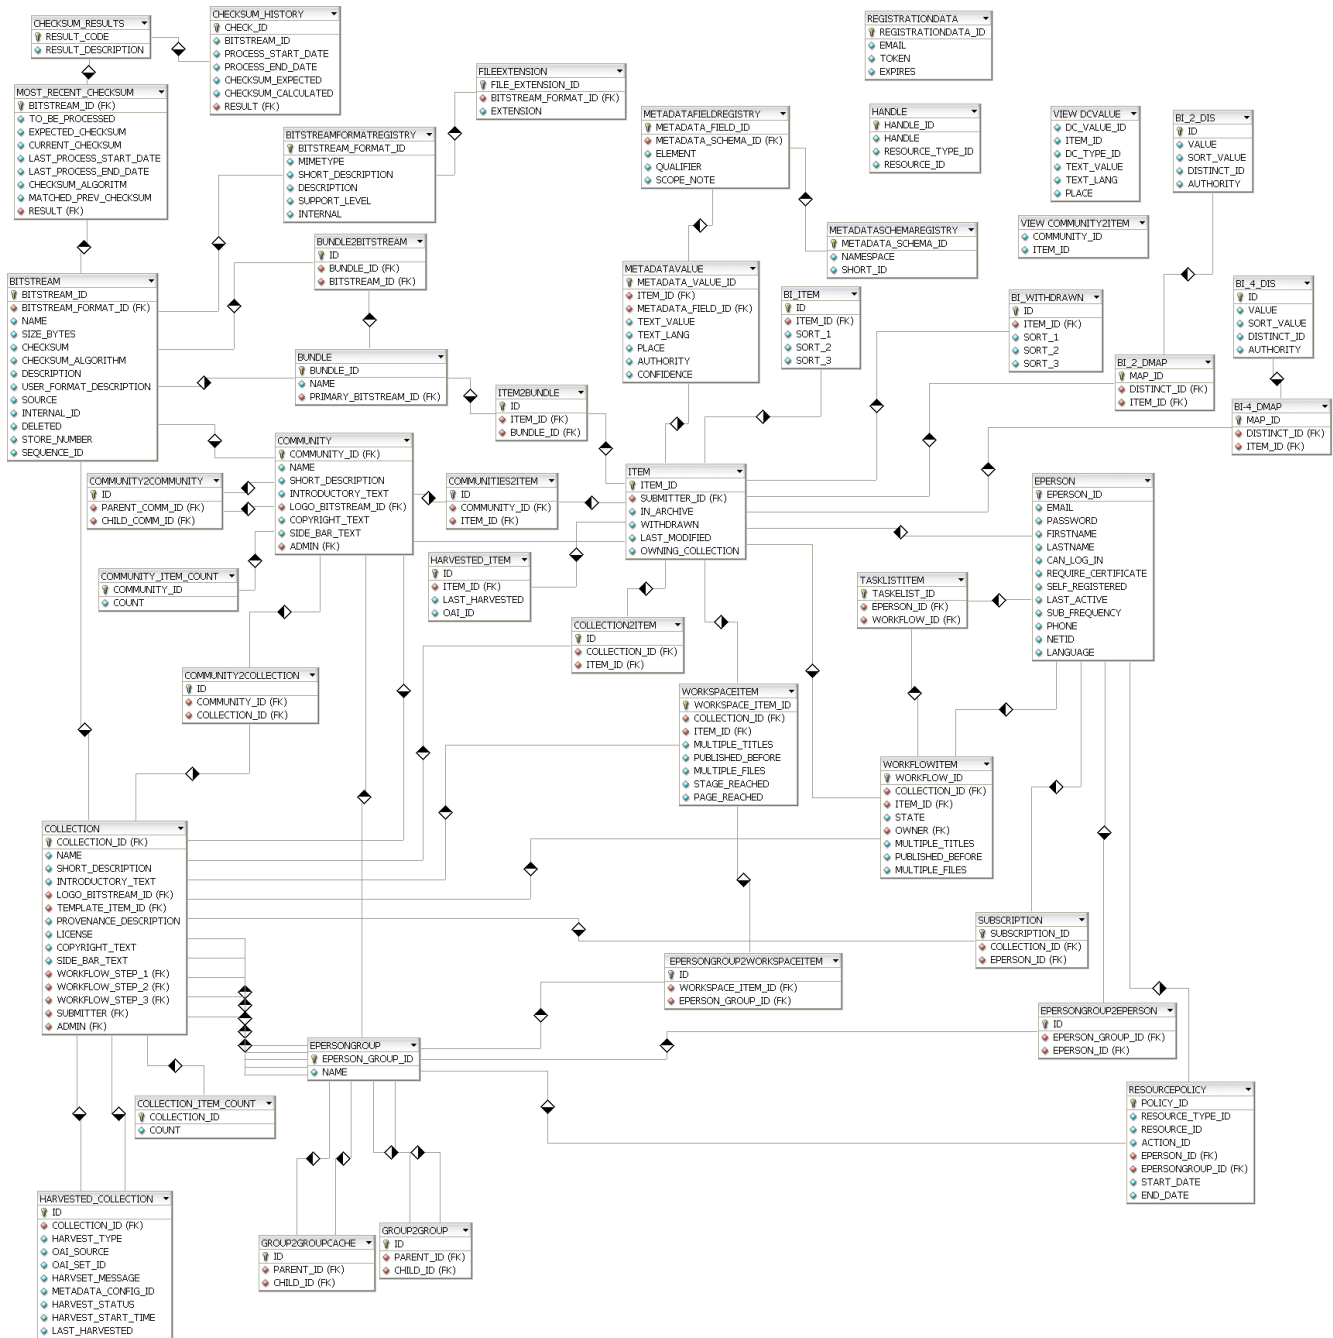 CHECKSUM_RESULTS
RESULT_CODE
RESULT_DESCRIPTION
CHECKSUM_HISTORY
CHECK_ID
BITSTREAM_ID
PROCESS_START_DATE
PROCESS_END_DATE
CHECKSUM_EXPECTED
CHECKSUM_CALCULATED
RESULT (FK)
REGISTRATIONDATA
REGISTRATIONDATA_ID
EMAIL
TOKEN
EXPIRES
MOST_RECENT_CHECKSUM
BITSTREAM_ID (FK)
TO_BE_PROCESSED
EXPECTED_CHECKSUM
CURRENT_CHECKSUM
LAST_PROCESS_START_DATE
LAST_PROCESS_END_DATE
CHECKSUM_ALGORITM
MATCHED_PREV_CHECKSUM
RESULT (FK)
FILEEXTENSION
FILE_EXTENSION_ID
BITSTREAM_FORMAT_ID (FK)
EXTENSION
BITSTREAMFORMATREGISTRY
BITSTREAM_FORMAT_ID
MIMETYPE
SHORT_DESCRIPTION
DESCRIPTION
SUPPORT_LEVEL
INTERNAL
METADATAFIELDREGISTRY
METADATA_FIELD_ID
METADATA_SCHEMA_ID (FK)
ELEMENT
QUALIFIER
SCOPE_NOTE
HANDLE
HANDLE_ID
HANDLE
RESOURCE_TYPE_ID
RESOURCE_ID
VIEW DCVALUE
DC_VALUE_ID
ITEM_ID
DC_TYPE_ID
TEXT_VALUE
TEXT_LANG
PLACE
BI_2_DIS
ID
VALUE
SORT_VALUE
DISTINCT_ID
AUTHORITY
VIEW COMMUNITY2ITEM
COMMUNITY_ID
ITEM_ID
METADATASCHEMAREGISTRY
METADATA_SCHEMA_ID
NAMESPACE
SHORT_ID
BUNDLE2BITSTREAM
ID
BUNDLE_ID (FK)
BITSTREAM_ID (FK)
BITSTREAM
BITSTREAM_ID
BITSTREAM_FORMAT_ID (FK)
NAME
SIZE_BYTES
CHECKSUM
CHECKSUM_ALGORITHM
DESCRIPTION
USER_FORMAT_DESCRIPTION
SOURCE
INTERNAL_ID
DELETED
STORE_NUMBER
SEQUENCE_ID
METADATAVALUE
METADATA_VALUE_ID
ITEM_ID (FK)
METADATA_FIELD_ID (FK)
TEXT_VALUE
TEXT_LANG
PLACE
AUTHORITY
CONFIDENCE
BI_ITEM
ID
ITEM_ID (FK)
SORT_1
SORT_2
SORT_3
BI_WITHDRAWN
ID
ITEM_ID (FK)
SORT_1
SORT_2
SORT_3
BI_4_DIS
ID
VALUE
SORT_VALUE
DISTINCT_ID
AUTHORITY
BUNDLE
BUNDLE_ID
NAME
PRIMARY_BITSTREAM_ID (FK)
ITEM2BUNDLE
ID
ITEM_ID (FK)
BUNDLE_ID (FK)
BI_2_DMAP
MAP_ID
DISTINCT_ID (FK)
ITEM_ID (FK)
BI-4_DMAP
MAP_ID
DISTINCT_ID (FK)
ITEM_ID (FK)
COMMUNITY
COMMUNITY_ID (FK)
NAME
SHORT_DESCRIPTION
INTRODUCTORY_TEXT
LOGO_BITSTREAM_ID (FK)
COPYRIGHT_TEXT
SIDE_BAR_TEXT
ADMIN (FK)
COMMUNITY2COMMUNITY
ID
PARENT_COMM_ID (FK)
CHILD_COMM_ID (FK)
COMMUNITIES2ITEM
ID
COMMUNITY_ID (FK)
ITEM_ID (FK)
ITEM
ITEM_ID
SUBMITTER_ID (FK)
IN_ARCHIVE
WITHDRAWN
LAST_MODIFIED
OWNING_COLLECTION
EPERSON
EPERSON_ID
EMAIL
PASSWORD
FIRSTNAME
LASTNAME
CAN_LOG_IN
REQUIRE_CERTIFICATE
SELF_REGISTERED
LAST_ACTIVE
SUB_FREQUENCY
PHONE
NETID
LANGUAGE
COMMUNITY_ITEM_COUNT
COMMUNITY_ID
COUNT
HARVESTED_ITEM
ID
ITEM_ID (FK)
LAST_HARVESTED
OAI_ID
TASKLISTITEM
TASKELIST_ID
EPERSON_ID (FK)
WORKFLOW_ID (FK)
COLLECTION2ITEM
ID
COLLECTION_ID (FK)
ITEM_ID (FK)
COMMUNITY2COLLECTION
ID
COMMUNITY_ID (FK)
COLLECTION_ID (FK)
WORKSPACEITEM
WORKSPACE_ITEM_ID
COLLECTION_ID (FK)
ITEM_ID (FK)
MULTIPLE_TITLES
PUBLISHED_BEFORE
MULTIPLE_FILES
STAGE_REACHED
PAGE_REACHED
WORKFLOWITEM
WORKFLOW_ID
COLLECTION_ID (FK)
ITEM_ID (FK)
STATE
OWNER (FK)
MULTIPLE_TITLES
PUBLISHED_BEFORE
MULTIPLE_FILES
COLLECTION
COLLECTION_ID (FK)
NAME
SHORT_DESCRIPTION
INTRODUCTORY_TEXT
LOGO_BITSTREAM_ID (FK)
TEMPLATE_ITEM_ID (FK)
PROVENANCE_DESCRIPTION
LICENSE
COPYRIGHT_TEXT
SIDE_BAR_TEXT
WORKFLOW_STEP_1 (FK)
WORKFLOW_STEP_2 (FK)
WORKFLOW_STEP_3 (FK)
SUBMITTER (FK)
ADMIN (FK)
SUBSCRIPTION
SUBSCRIPTION_ID
COLLECTION_ID (FK)
EPERSON_ID (FK)
EPERSONGROUP2WORKSPACEITEM
ID
WORKSPACE_ITEM_ID (FK)
EPERSON_GROUP_ID (FK)
EPERSONGROUP2EPERSON
ID
EPERSON_GROUP_ID (FK)
EPERSON_ID (FK)
EPERSONGROUP
EPERSON_GROUP_ID
NAME
COLLECTION_ITEM_COUNT
COLLECTION_ID
COUNT
RESOURCEPOLICY
POLICY_ID
RESOURCE_TYPE_ID
RESOURCE_ID
ACTION_ID
EPERSON_ID (FK)
EPERSONGROUP_ID (FK)
START_DATE
END_DATE
HARVESTED_COLLECTION
ID
COLLECTION_ID (FK)
HARVEST_TYPE
OAI_SOURCE
OAI_SET_ID
HARVSET_MESSAGE
METADATA_CONFIG_ID
HARVEST_STATUS
HARVEST_START_TIME
LAST_HARVESTED
GROUP2GROUPCACHE
ID
PARENT_ID (FK)
CHILD_ID (FK)
GROUP2GROUP
ID
PARENT_ID (FK)
CHILD_ID (FK)